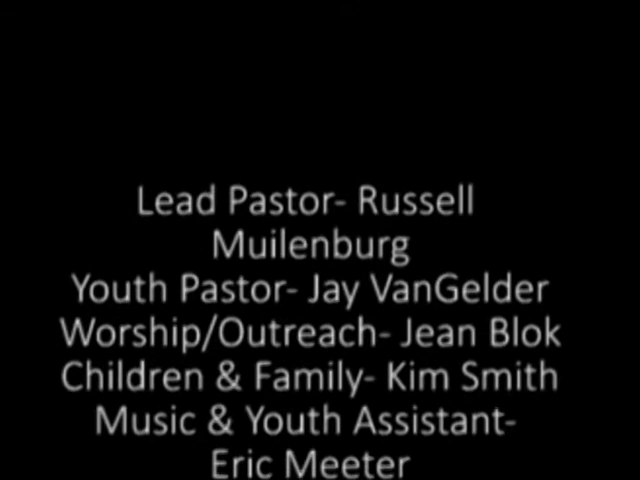 Lead Pastor- Russell
Muilenburg
Youth Pastor- Jay VanGelder
Worship/Outreach- Jean Blok
Children & Family- Kim Smith
Music & Youth Assistant-
Eric Meeter